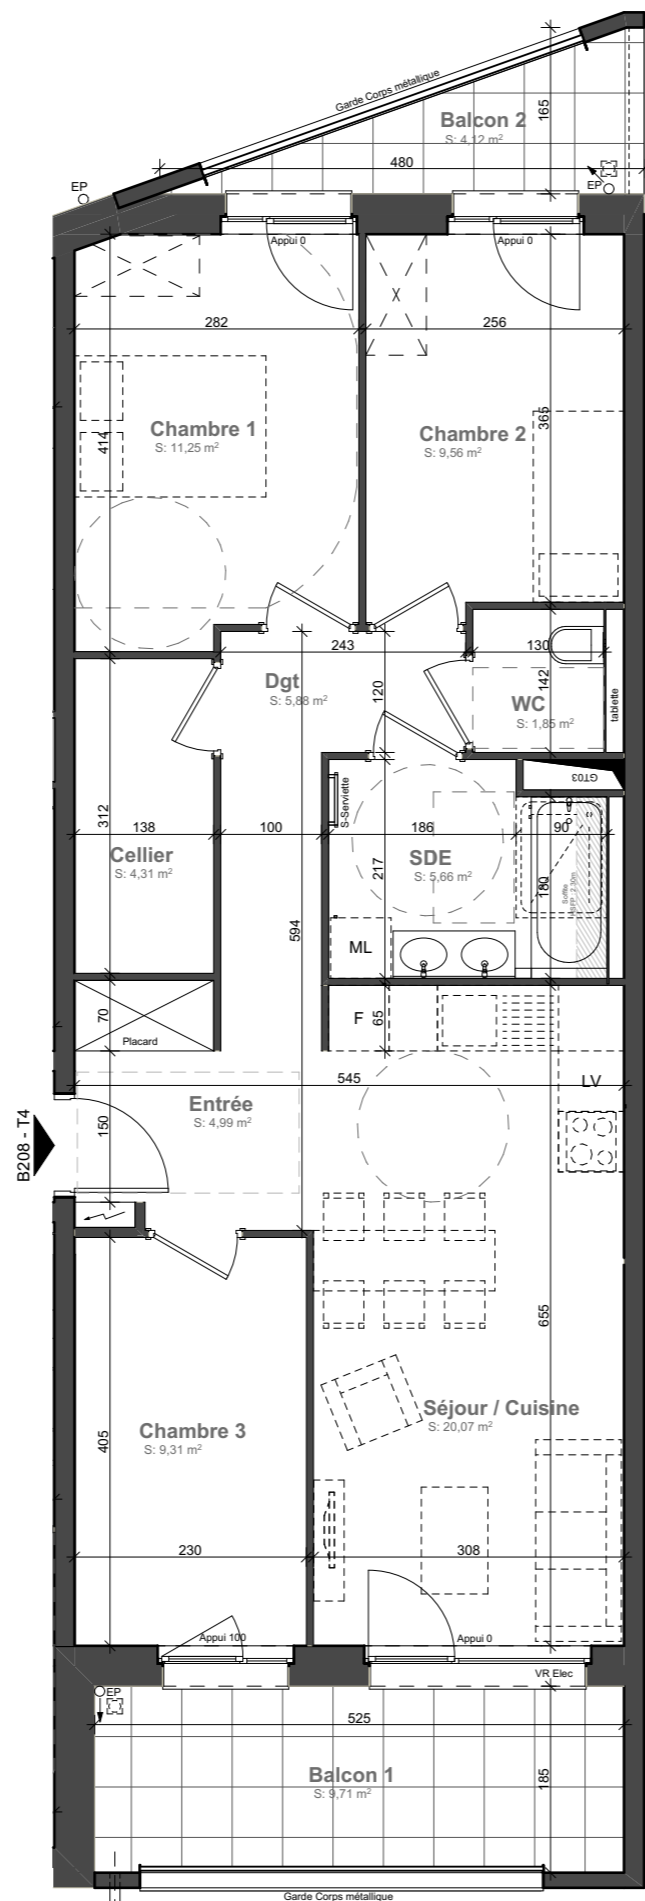 Garde Corps métallique
165
Balcon 2
S: 4,12 m²
480
EP
EP
Appui 0
Appui 0
282
256
414
365
Chambre 1
S: 11,25 m²
Chambre 2
S: 9,56 m²
243
130
Dgt
S: 5,88 m²
120
142
WC
S: 1,85 m²
tablette
GT03
S-Serviette
312
138
100
186
90
Cellier
S: 4,31 m²
SDE
S: 5,66 m²
217
180
Soffite
594
ML
70
Placard
F
65
545
LV
Entrée
S: 4,99 m²
150
B208 - T4
655
Chambre 3
S: 9,31 m²
Séjour / Cuisine
S: 20,07 m²
405
230
308
Appui 100
Appui 0
VR Elec
EP
525
Balcon 1
S: 9,71 m²
185
Garde Corps métallique